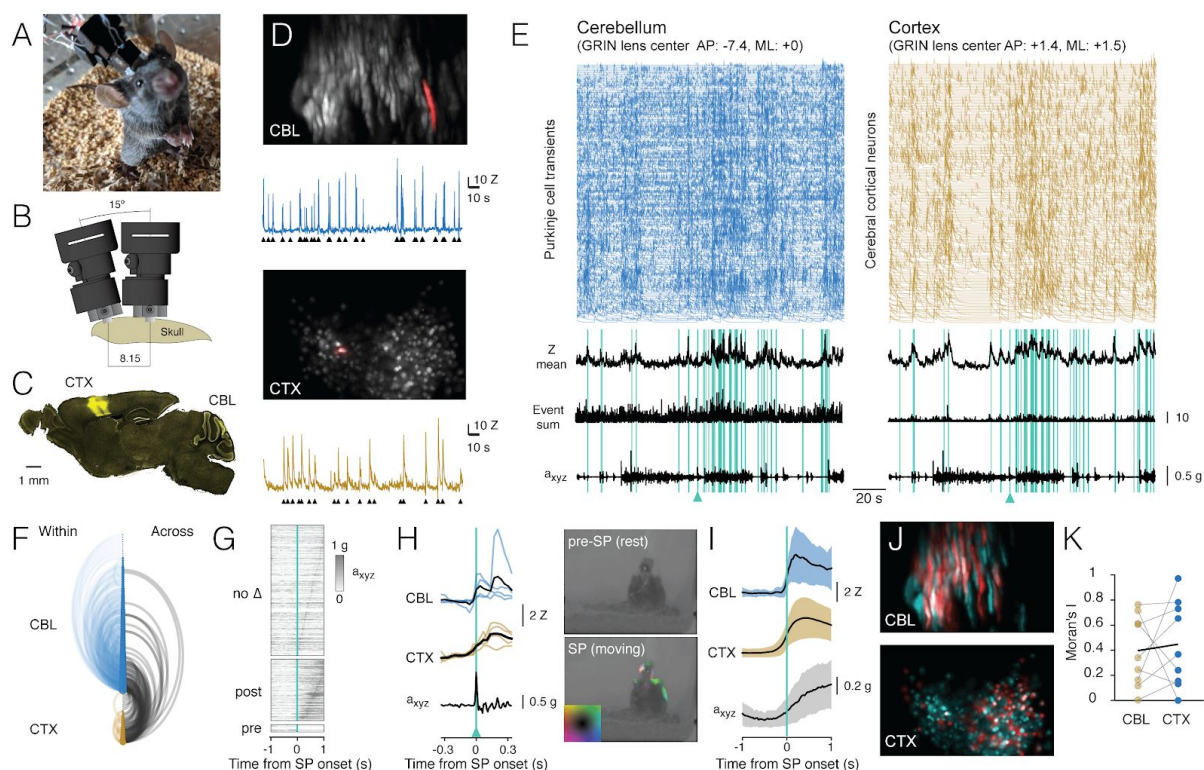 A
B
15º
Skull
8.15
C
CTX
CBL
1 mm
D
CBL
10 Z
10 s
CTX
10 Z
10 s
E
Cerebellum
(GRIN lens center AP: -7.4, ML: +0)
Purkinje cell transients
Cortex
(GRIN lens center AP: +1.4, ML: +1.5)
Cerebral cortical neurons
Z
mean
Event
sum
10
axyz
0.5 g
20 s
F
Within
Across
CBL
CTX
G
1 g
axyz
0
no Δ
post
pre
-1 0 1
Time from SP onset (s)
H
CBL
2 Z
CTX
axyz
0.5 g
-0.3 0 0.3
Time from SP onset (s)
pre-SP (rest)
SP (moving)
I
CBL
2 Z
CTX
0.2 g
axyz
-1 0 1
Time from SP onset (s)
J
CBL
CTX
K
Moran's I
1
0.8
0.6
0.4
0.2
0
CBL CTX